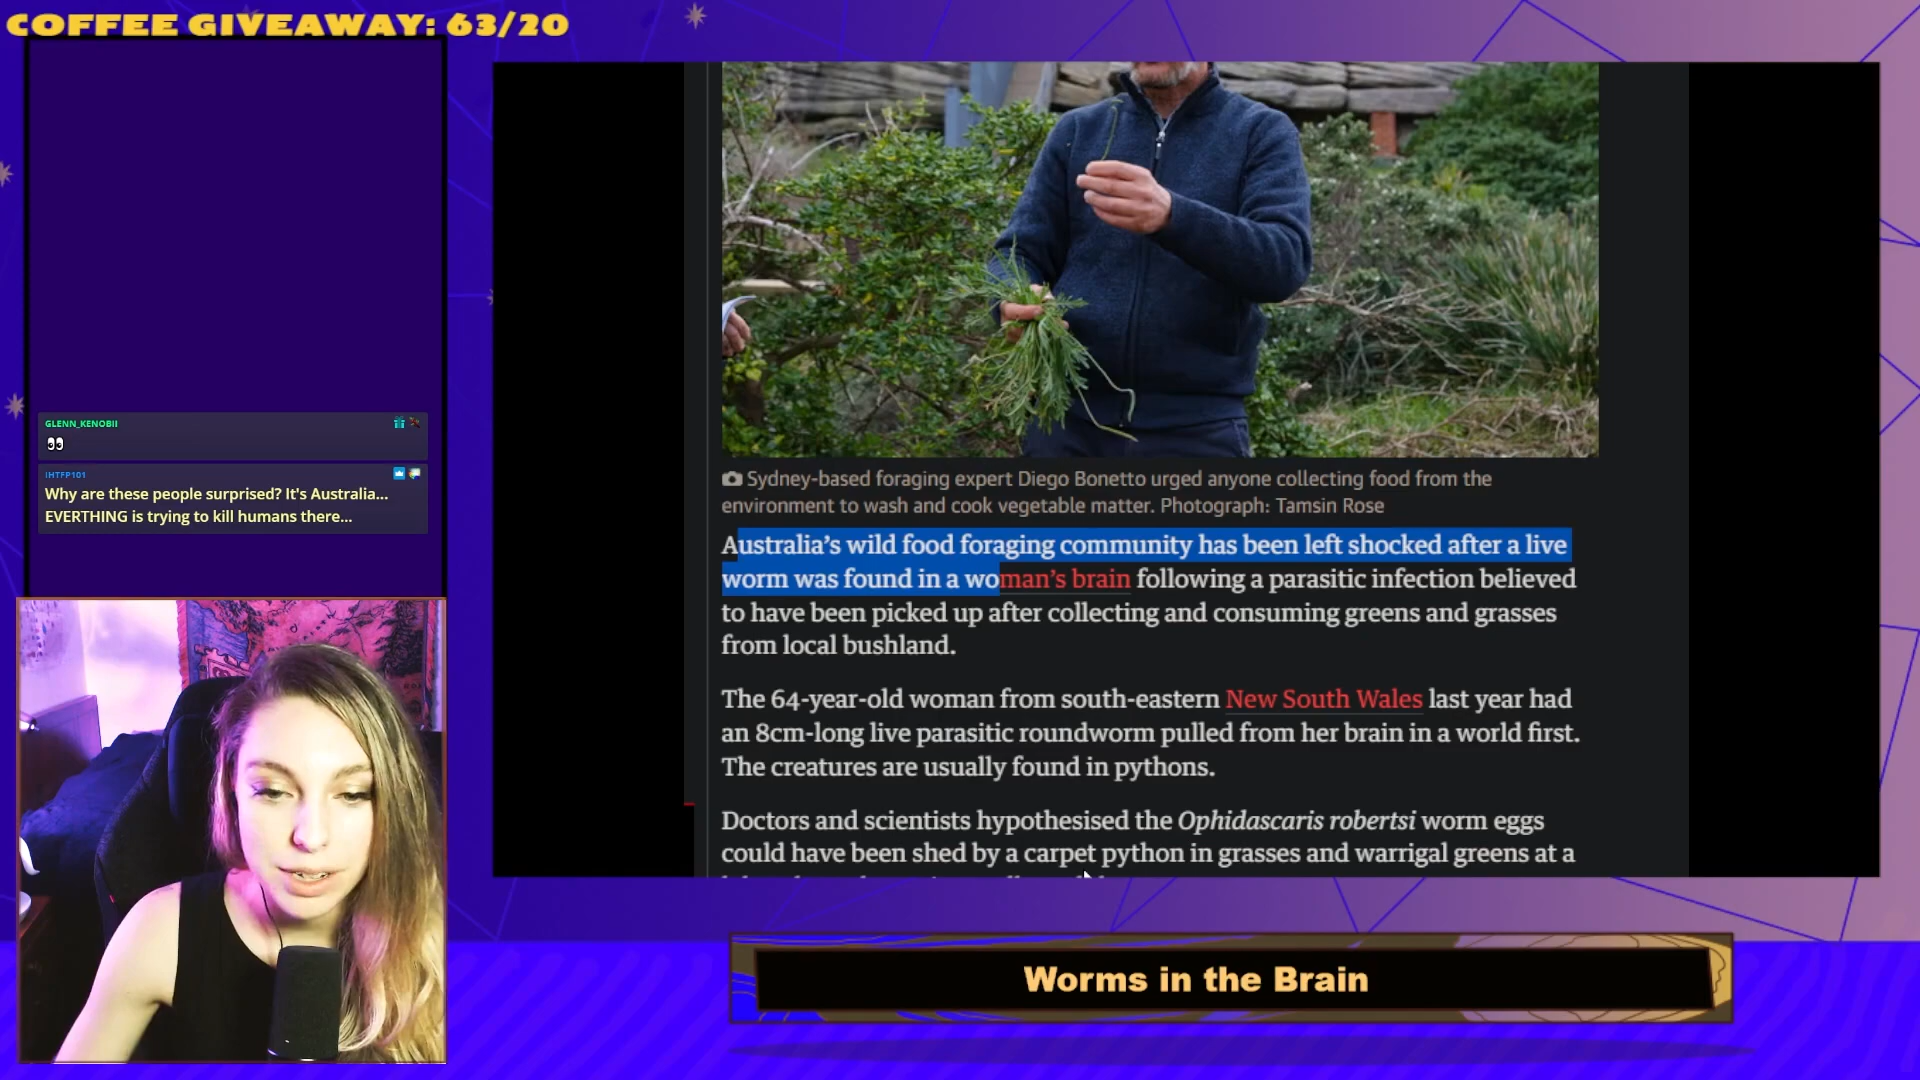 COFFEE GIVEAWAY: 63/20
GLENN_KENOBII
IHTFP101
Why are these people surprised? It's Australia...
EVERTHING is trying to kill humans there...
Sydney-based foraging expert Diego Bonetto urged anyone collecting food from the
environment to wash and cook vegetable matter. Photograph: Tamsin Rose
Australia’s wild food foraging community has been left shocked after a live
worm was found in a woman’s brain following a parasitic infection believed
to have been picked up after collecting and consuming greens and grasses
from local bushland.
The 64-year-old woman from south-eastern New South Wales last year had
an 8cm-long live parasitic roundworm pulled from her brain in a world first.
The creatures are usually found in pythons.
Doctors and scientists hypothesised the Ophidascaris robertsi worm eggs
could have been shed by a carpet python in grasses and warrigal greens at a
Worms in the Brain